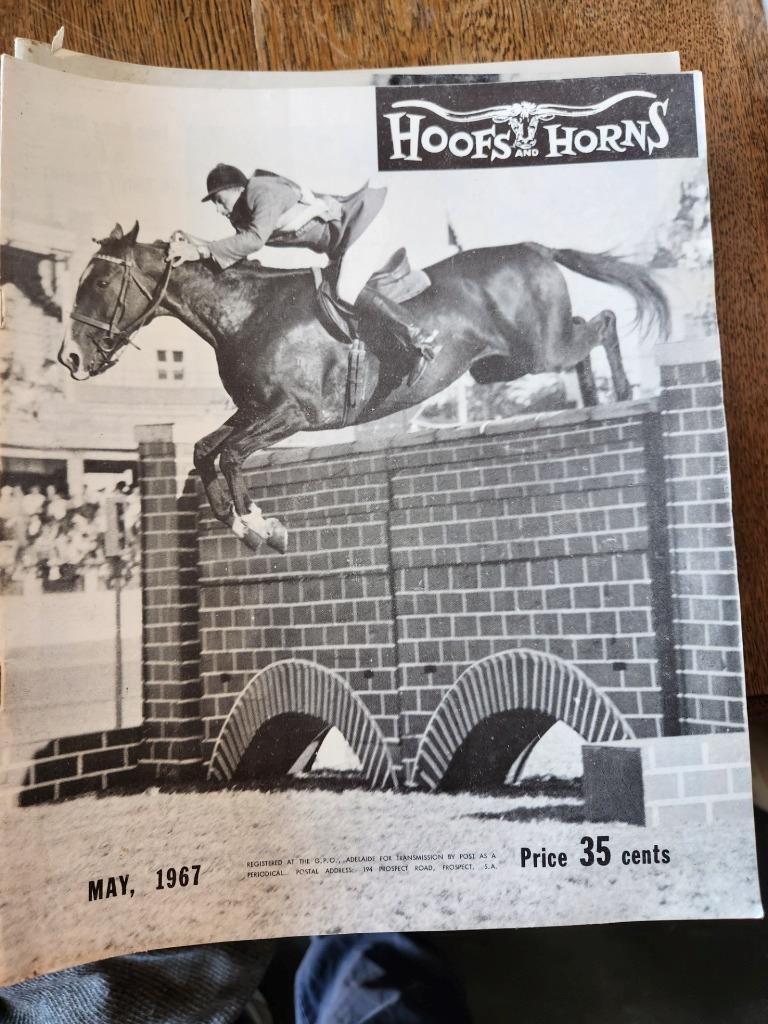 HOOFS AND HORNS
MAY, 1967
REGISTERED AT THE G.P.O., ADELAIDE FOR TRANSMISSION BY POST AS A
PERIODICAL. POSTAL ADDRESS: 194 PROSPECT ROAD, PROSPECT, S.A.
Price 35 cents